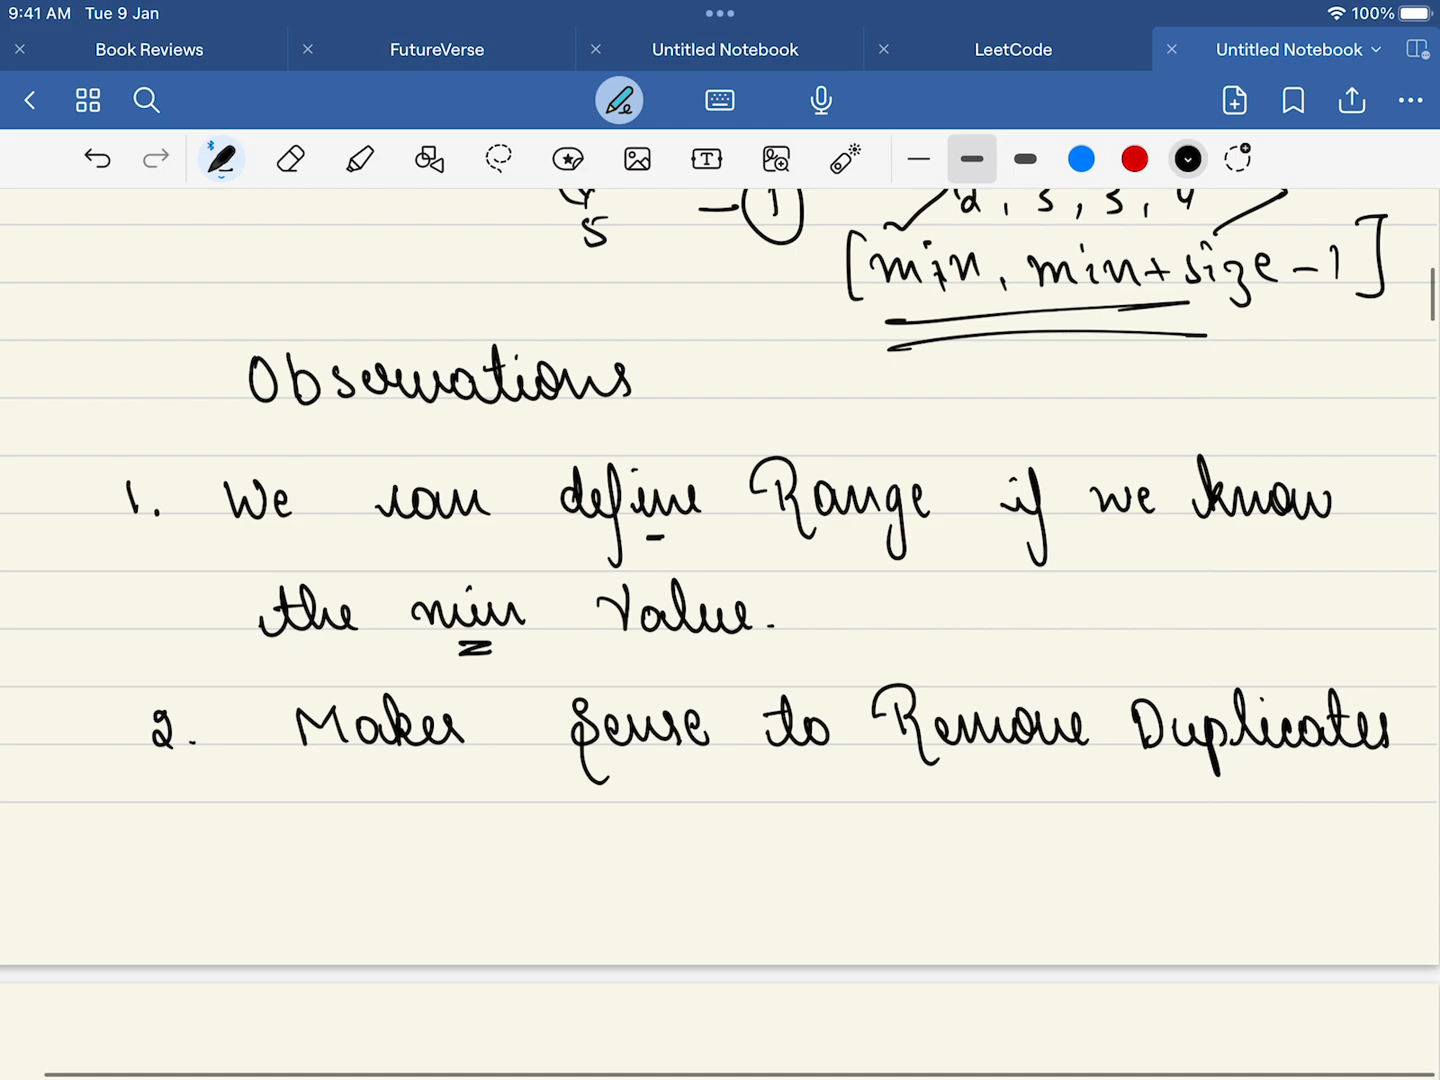 9:41 AM Tue 9 Jan
100%
Book Reviews
FutureVerse
Untitled Notebook
LeetCode
Untitled Notebook
5 - 1
[min, min+size-1]
Observations
1. We can define Range if we know
the min Value.
2. Makes Sense to Remove Duplicates